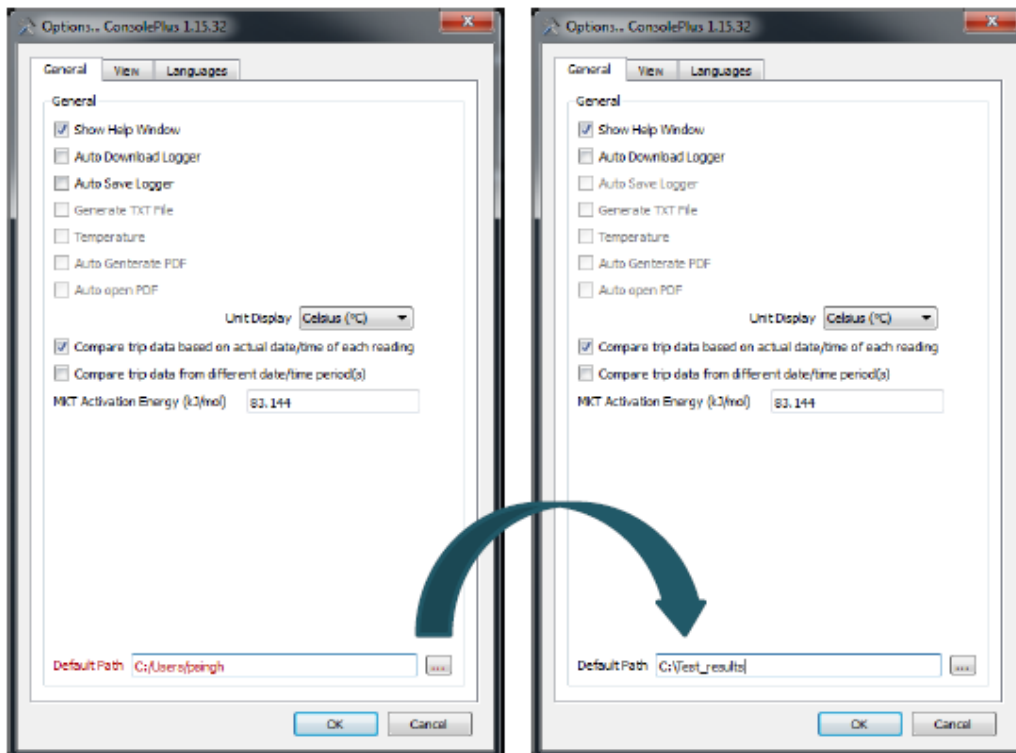 Options... ConsolePlus 1.15.32
General View Languages
General
Show Help Window
Auto Download Logger
Auto Save Logger
Generate TXT File
Temperature
Auto Genterate PDF
Auto open PDF
Unit Display Celsius (°C)
Compare trip data based on actual date/time of each reading
Compare trip data from different date/time period(s)
MKT Activation Energy (kJ/mol) 83.144
Default Path C:/Users/psingh ...
OK Cancel
Options... ConsolePlus 1.15.32
General View Languages
General
Show Help Window
Auto Download Logger
Auto Save Logger
Generate TXT File
Temperature
Auto Genterate PDF
Auto open PDF
Unit Display Celsius (°C)
Compare trip data based on actual date/time of each reading
Compare trip data from different date/time period(s)
MKT Activation Energy (kJ/mol) 83.144
Default Path C:\Test_results ...
OK Cancel